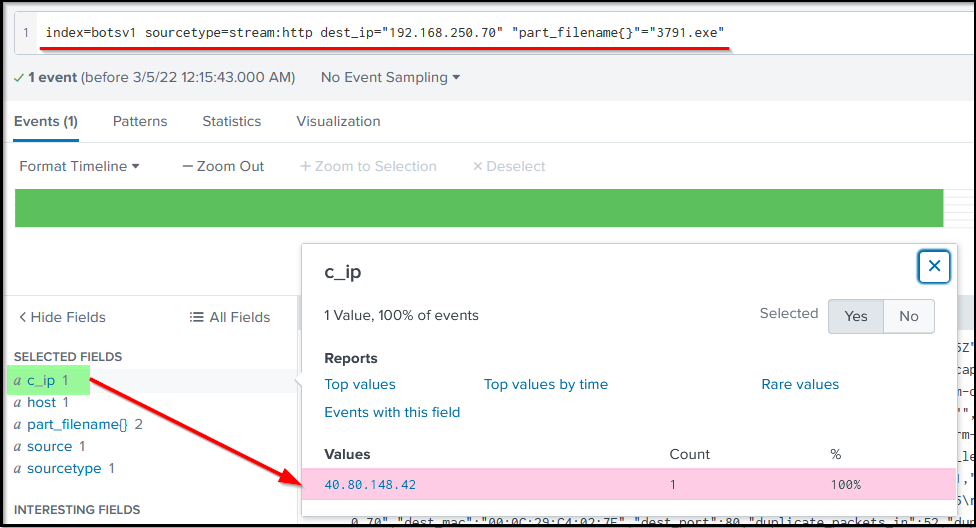 1 index=botsv1 sourcetype=stream:http dest_ip="192.168.250.70" "part_filename{}"="3791.exe"
✓ 1 event (before 3/5/22 12:15:43.000 AM) No Event Sampling
Events (1) Patterns Statistics Visualization
Format Timeline — Zoom Out + Zoom to Selection × Deselect
c_ip
1 Value, 100% of events
Selected Yes No
Reports
Top values Top values by time Rare values
Events with this field
Values Count %
40.80.148.42 1 100%
< Hide Fields All Fields
SELECTED FIELDS
a c_ip 1
a host 1
a part_filename{} 2
a source 1
a sourcetype 1
INTERESTING FIELDS
0.70","dest_mac":"00:0C:29:C4:02:7E","dest_port":80,"duplicate_packets_in":52,"dup